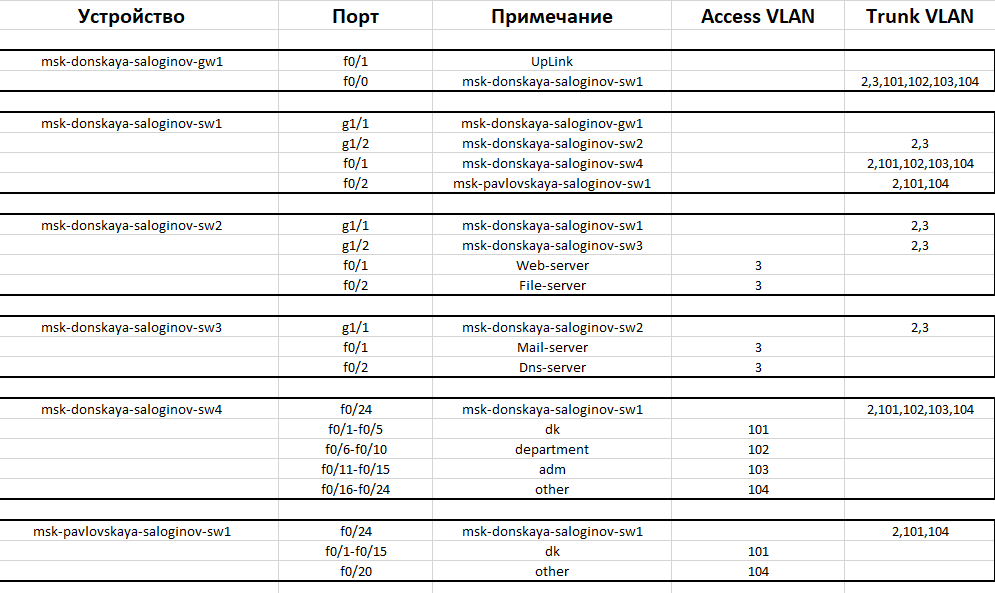 Устройство Порт Примечание Access VLAN Trunk VLAN
msk-donskaya-saloginov-gw1 f0/1 UpLink
f0/0 msk-donskaya-saloginov-sw1 2,3,101,102,103,104
msk-donskaya-saloginov-sw1 g1/1 msk-donskaya-saloginov-gw1
g1/2 msk-donskaya-saloginov-sw2 2,3
f0/1 msk-donskaya-saloginov-sw4 2,101,102,103,104
f0/2 msk-pavlovskaya-saloginov-sw1 2,101,104
msk-donskaya-saloginov-sw2 g1/1 msk-donskaya-saloginov-sw1 2,3
g1/2 msk-donskaya-saloginov-sw3 2,3
f0/1 Web-server 3
f0/2 File-server 3
msk-donskaya-saloginov-sw3 g1/1 msk-donskaya-saloginov-sw2 2,3
f0/1 Mail-server 3
f0/2 Dns-server 3
msk-donskaya-saloginov-sw4 f0/24 msk-donskaya-saloginov-sw1 2,101,102,103,104
f0/1-f0/5 dk 101
f0/6-f0/10 department 102
f0/11-f0/15 adm 103
f0/16-f0/24 other 104
msk-pavlovskaya-saloginov-sw1 f0/24 msk-donskaya-saloginov-sw1 2,101,104
f0/1-f0/15 dk 101
f0/20 other 104